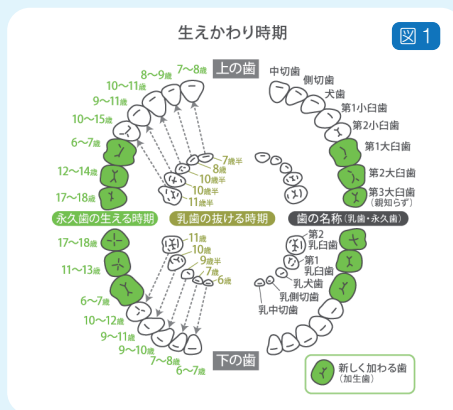 生えかわり時期
図1
上の歯
7〜8歳
8〜9歳
10〜11歳
9〜11歳
10〜15歳
6〜7歳
12〜14歳
17〜18歳
7歳半
8歳
10歳半
10歳半
11歳半
中切歯
側切歯
犬歯
第1小臼歯
第2小臼歯
第1大臼歯
第2大臼歯
第3大臼歯
(親知らず)
永久歯の生える時期
乳歯の抜ける時期
歯の名称(乳歯・永久歯)
17〜18歳
11〜13歳
6〜7歳
10〜12歳
9〜11歳
9〜10歳
7〜8歳
6〜7歳
11歳
10歳
9歳半
7歳
6歳
第2
乳臼歯
第1
乳臼歯
乳犬歯
乳側切歯
乳中切歯
下の歯
新しく加わる歯
(加生歯)